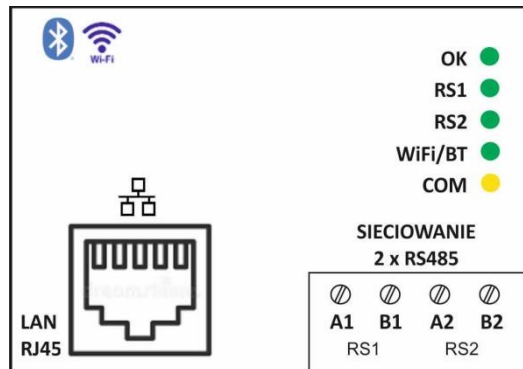 Wi-Fi
OK
RS1
RS2
WiFi/BT
COM
SIECIOWANIE
2 x RS485
A1 B1 A2 B2
RS1 RS2
LAN
RJ45